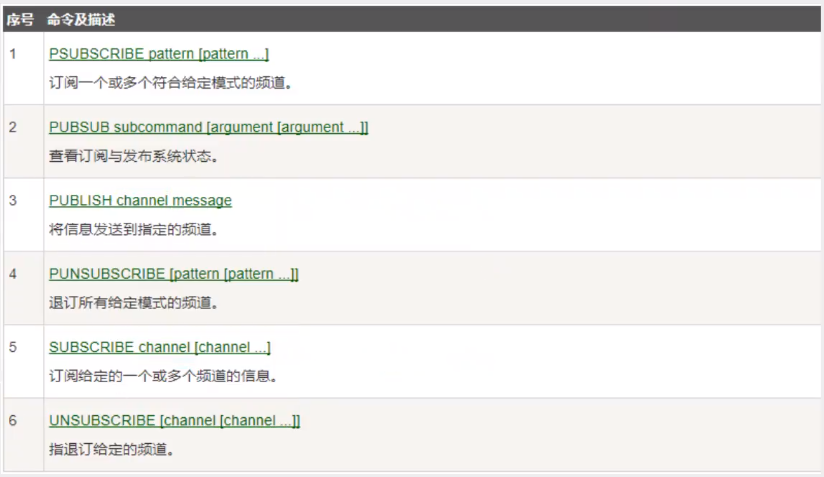 序号 命令及描述
1 PSUBSCRIBE pattern [pattern ...]
订阅一个或多个符合给定模式的频道。
2 PUBSUB subcommand [argument [argument ...]]
查看订阅与发布系统状态。
3 PUBLISH channel message
将信息发送到指定的频道。
4 PUNSUBSCRIBE [pattern [pattern ...]]
退订所有给定模式的频道。
5 SUBSCRIBE channel [channel ...]
订阅给定的一个或多个频道的信息。
6 UNSUBSCRIBE [channel [channel ...]]
指退订给定的频道。